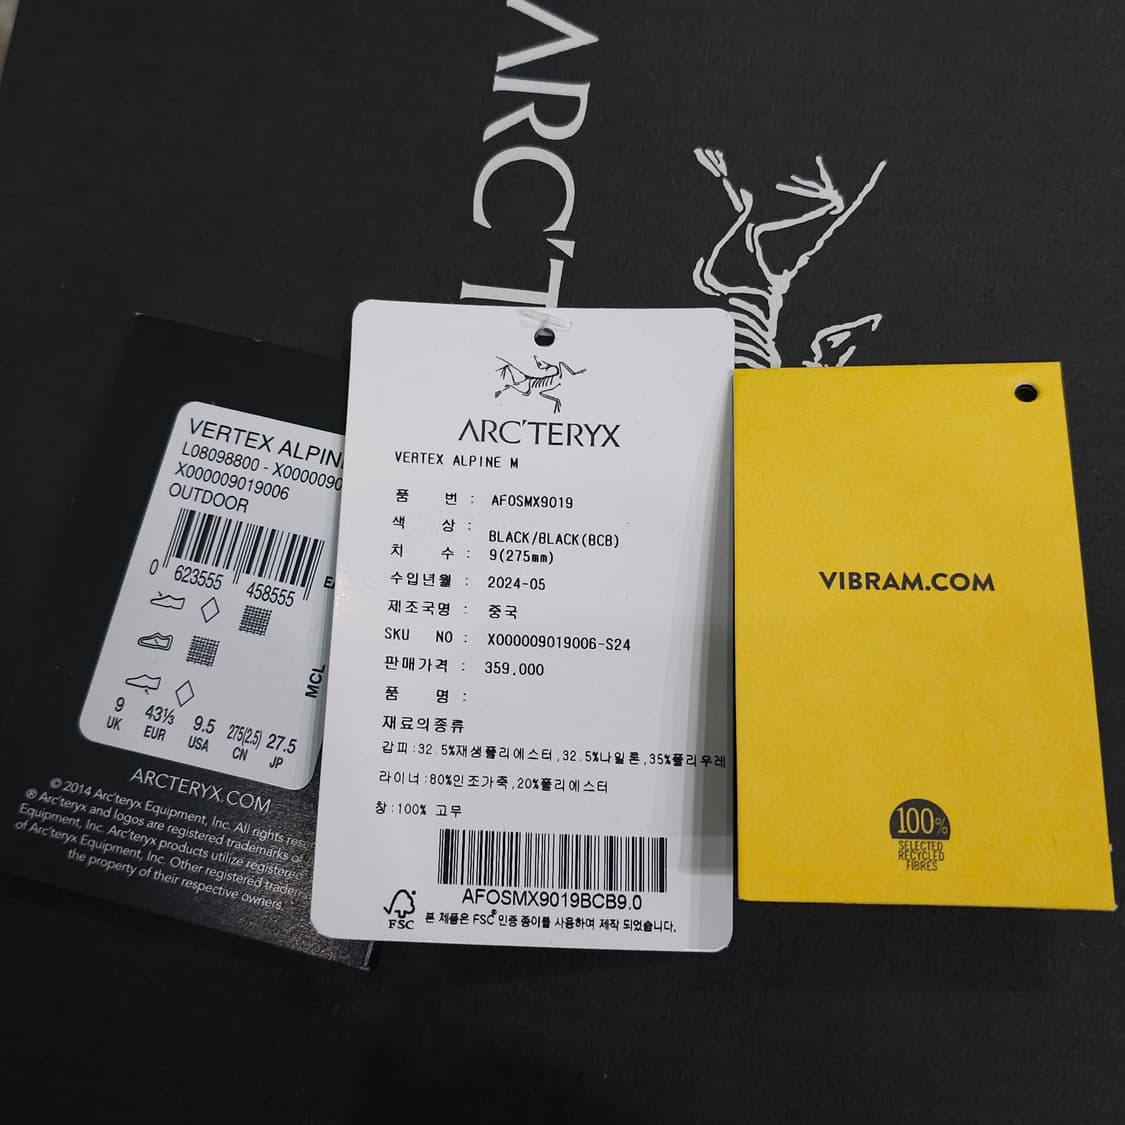 ARC'T
VERTEX ALPIN
L08098800 - X0000090
X000009019006
OUTDOOR
0 623555 458555
MCL
9 43⅓ 9.5 275(2.5) 27.5
UK EUR USA CN JP
ARCTERYX.COM
© 2014 Arc'teryx Equipment, Inc. All rights
® Arc'teryx and logos are registered trademarks of
Equipment, Inc. Arc'teryx products utilize registered
of Arc'teryx Equipment, Inc. Other registered
the property of their respective owners.
ARC'TERYX
VERTEX ALPINE M
품 번 : AFOSMX9019
색 상 : BLACK/BLACK(BCB)
치 수 : 9(275mm)
수입년월 : 2024-05
제조국명 : 중국
SKU NO : X000009019006-S24
판매가격 : 359,000
품 명 :
재료의종류
갑피:32.5%재생폴리에스터,32.5%나일론,35%폴리우레
라이너:80%인조가죽,20%폴리에스터
창:100% 고무
AFOSMX9019BCB9.0
FSC
본 제품은 FSC® 인증 종이를 사용하여 제작 되었습니다.
VIBRAM.COM
100%
SELECTED
RECYCLED
FIBRES